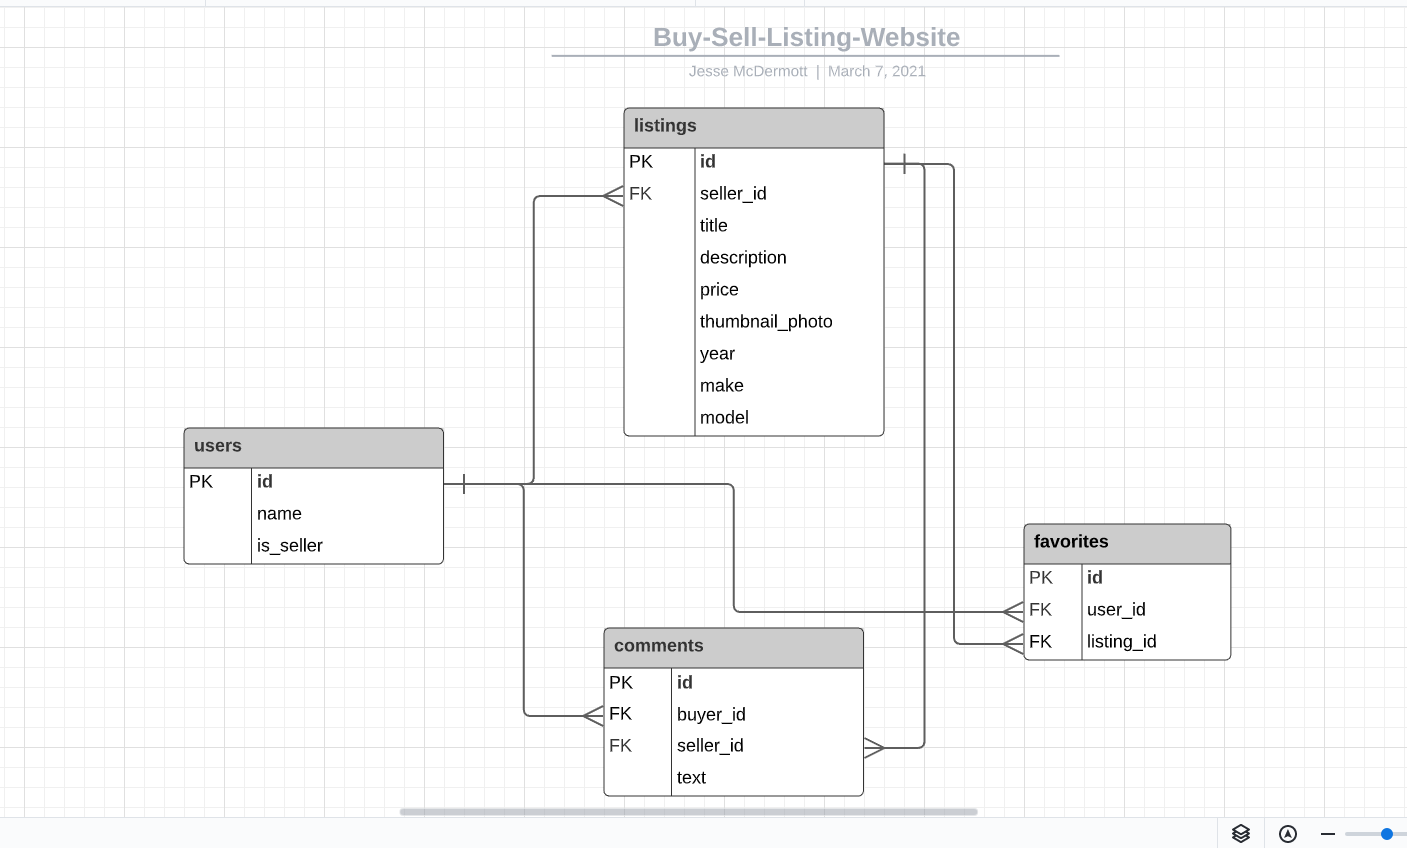 Buy-Sell-Listing-Website
Jesse McDermott | March 7, 2021
listings
PK id
FK seller_id
title
description
price
thumbnail_photo
year
make
model
users
PK id
name
is_seller
favorites
PK id
FK user_id
FK listing_id
comments
PK id
FK buyer_id
FK seller_id
text